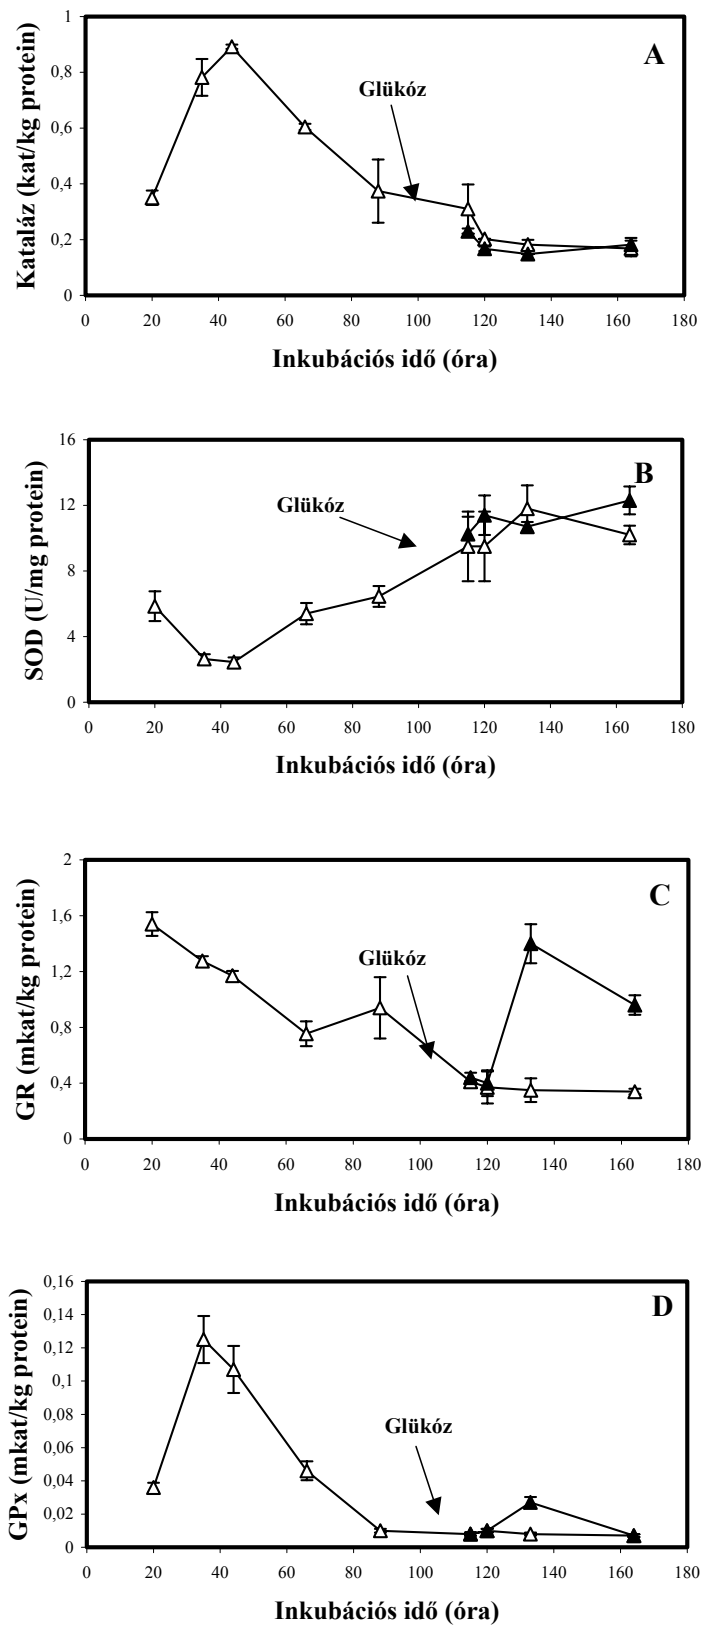 1
0,8
0,6
0,4
0,2
0
Kataláz (kat/kg protein)
A
Glükóz
0 20 40 60 80 100 120 140 160 180
Inkubációs idő (óra)
16
12
8
4
0
SOD (U/mg protein)
B
Glükóz
0 20 40 60 80 100 120 140 160 180
Inkubációs idő (óra)
2
1,6
1,2
0,8
0,4
0
GR (mkat/kg protein)
C
Glükóz
0 20 40 60 80 100 120 140 160 180
Inkubációs idő (óra)
0,16
0,14
0,12
0,1
0,08
0,06
0,04
0,02
0
GPx (mkat/kg protein)
D
Glükóz
0 20 40 60 80 100 120 140 160 180
Inkubációs idő (óra)